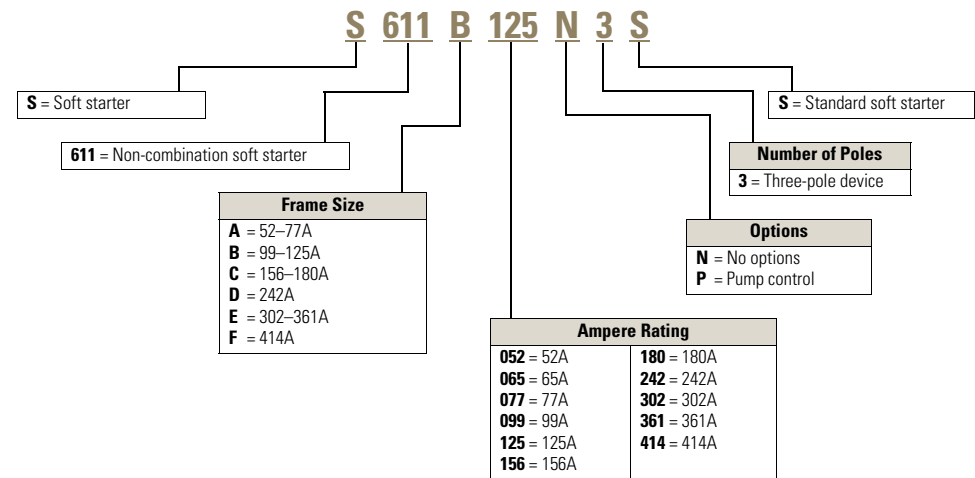 S 611 B 125 N 3 S
S = Soft starter
S = Standard soft starter
611 = Non-combination soft starter
Number of Poles
3 = Three-pole device
Frame Size
A = 52–77A
B = 99–125A
C = 156–180A
D = 242A
E = 302–361A
F = 414A
Options
N = No options
P = Pump control
Ampere Rating
052 = 52A
065 = 65A
077 = 77A
099 = 99A
125 = 125A
156 = 156A
180 = 180A
242 = 242A
302 = 302A
361 = 361A
414 = 414A